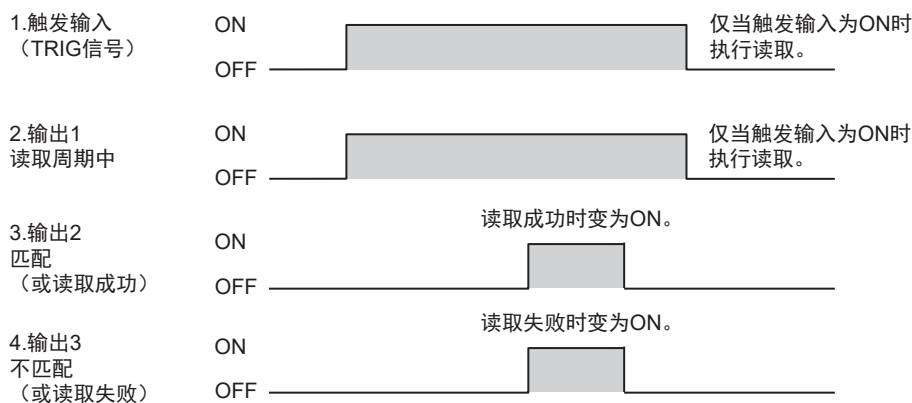 1.触发输入
（TRIG信号）
ON
OFF
仅当触发输入为ON时
执行读取。
2.输出1
读取周期中
ON
OFF
仅当触发输入为ON时
执行读取。
3.输出2
匹配
（或读取成功）
ON
OFF
读取成功时变为ON。
4.输出3
不匹配
（或读取失败）
ON
OFF
读取失败时变为ON。